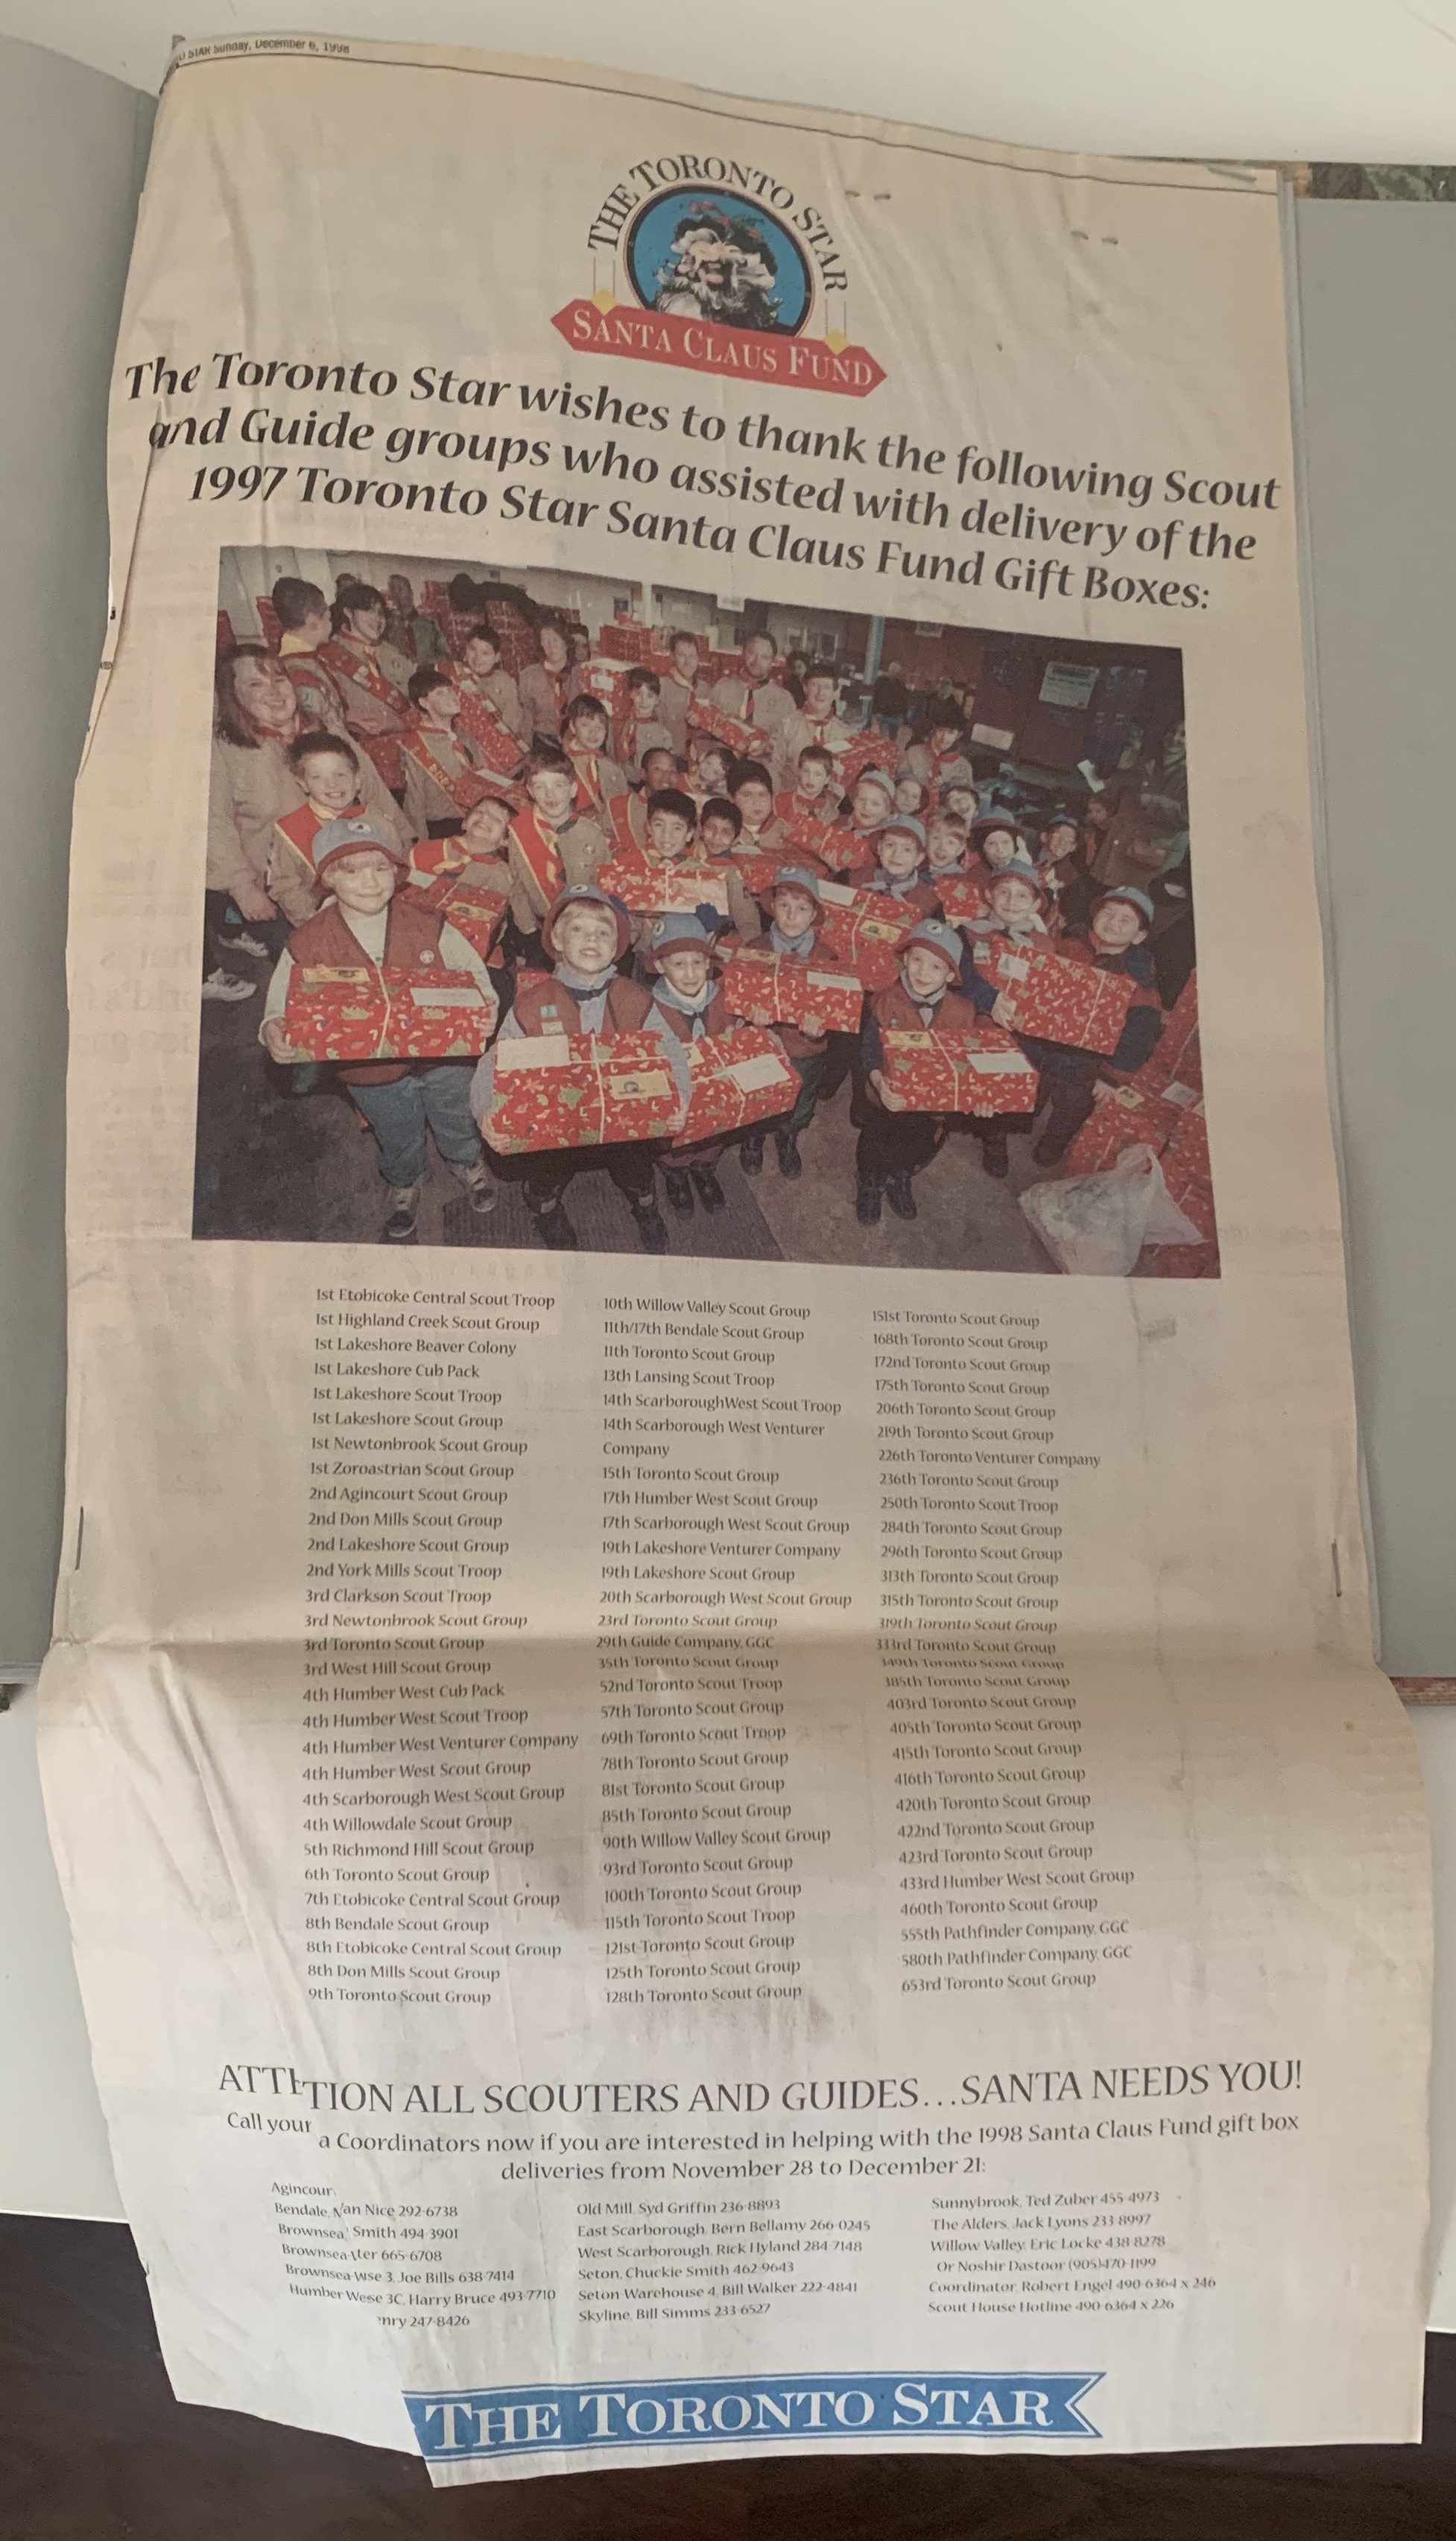 STAR Sunday, December 6, 1998
THE TORONTO STAR
SANTA CLAUS FUND
The Toronto Star wishes to thank the following Scout
and Guide groups who assisted with delivery of the
1997 Toronto Star Santa Claus Fund Gift Boxes:
1st Etobicoke Central Scout Troop
1st Highland Creek Scout Group
1st Lakeshore Beaver Colony
1st Lakeshore Cub Pack
1st Lakeshore Scout Troop
1st Lakeshore Scout Group
1st Newtonbrook Scout Group
1st Zoroastrian Scout Group
2nd Agincourt Scout Group
2nd Don Mills Scout Group
2nd Lakeshore Scout Group
2nd York Mills Scout Troop
3rd Clarkson Scout Troop
3rd Newtonbrook Scout Group
3rd Toronto Scout Group
3rd West Hill Scout Group
4th Humber West Cub Pack
4th Humber West Scout Troop
4th Humber West Venturer Company
4th Humber West Scout Group
4th Scarborough West Scout Group
4th Willowdale Scout Group
5th Richmond Hill Scout Group
6th Toronto Scout Group
7th Etobicoke Central Scout Group
8th Bendale Scout Group
8th Etobicoke Central Scout Group
8th Don Mills Scout Group
9th Toronto Scout Group
10th Willow Valley Scout Group
11th/17th Bendale Scout Group
11th Toronto Scout Group
13th Lansing Scout Troop
14th ScarboroughWest Scout Troop
14th Scarborough West Venturer
Company
15th Toronto Scout Group
17th Humber West Scout Group
17th Scarborough West Scout Group
19th Lakeshore Venturer Company
19th Lakeshore Scout Group
20th Scarborough West Scout Group
23rd Toronto Scout Group
29th Guide Company, GGC
35th Toronto Scout Group
52nd Toronto Scout Troop
57th Toronto Scout Group
69th Toronto Scout Troop
78th Toronto Scout Group
81st Toronto Scout Group
85th Toronto Scout Group
90th Willow Valley Scout Group
93rd Toronto Scout Group
100th Toronto Scout Group
115th Toronto Scout Troop
121st Toronto Scout Group
125th Toronto Scout Group
128th Toronto Scout Group
151st Toronto Scout Group
168th Toronto Scout Group
172nd Toronto Scout Group
175th Toronto Scout Group
206th Toronto Scout Group
219th Toronto Scout Group
226th Toronto Venturer Company
236th Toronto Scout Group
250th Toronto Scout Troop
284th Toronto Scout Group
296th Toronto Scout Group
313th Toronto Scout Group
315th Toronto Scout Group
319th Toronto Scout Group
333rd Toronto Scout Group
349th Toronto Scout Group
385th Toronto Scout Group
403rd Toronto Scout Group
405th Toronto Scout Group
415th Toronto Scout Group
416th Toronto Scout Group
420th Toronto Scout Group
422nd Toronto Scout Group
423rd Toronto Scout Group
433rd Humber West Scout Group
460th Toronto Scout Group
555th Pathfinder Company, GGC
580th Pathfinder Company, GGC
653rd Toronto Scout Group
ATTE TION ALL SCOUTERS AND GUIDES...SANTA NEEDS YOU!
Call your a Coordinators now if you are interested in helping with the 1998 Santa Claus Fund gift box
deliveries from November 28 to December 21:
Agincour
Bendale, Van Nice 292-6738
Brownsea, Smith 494-3901
Brownsea 665-6708
Brownsea 3, Joe Bills 638-7414
Humber Wes 3C, Harry Bruce 493-7710
nry 247-8426
Old Mill, Syd Griffin 236-8893
East Scarborough, Bern Bellamy 266-0245
West Scarborough, Rick Hyland 284-7148
Seton, Chuckie Smith 462-9643
Seton Warehouse 4, Bill Walker 222-4841
Skyline, Bill Simms 233-6527
Sunnybrook, Ted Zuber 455-4973
The Alders, Jack Lyons 233-8997
Willow Valley, Eric Locke 438-8278
Or Noshir Dastoor (905)470-1199
Coordinator, Robert Engel 490-6364 x 246
Scout House Hotline 490-6364 x 226
THE TORONTO STAR